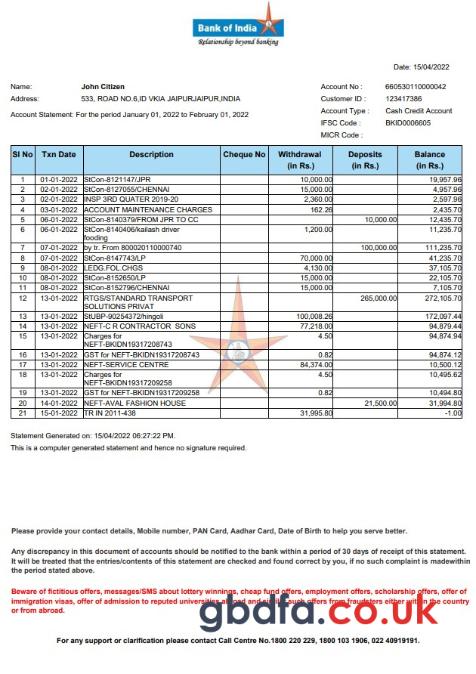 Bank of India
Relationship beyond banking
Date: 15/04/2022
Name: John Citizen Account No : 660530110000042
Address: 533, ROAD NO.6,ID VKIA JAIPURJAIPUR,INDIA Customer ID : 123417386
Account Statement: For the period January 01, 2022 to February 01, 2022 Account Type : Cash Credit Account
IFSC Code : BKID0006605
MICR Code :
Sl No Txn Date Description Cheque No Withdrawal (in Rs.) Deposits (in Rs.) Balance (in Rs.)
1 01-01-2022 StCon-8121147/JPR 10,000.00 19,957.96
2 02-01-2022 StCon-8127055/CHENNAI 15,000.00 4,957.96
3 02-01-2022 INSP 3RD QUATER 2019-20 2,360.00 2,597.96
4 03-01-2022 ACCOUNT MAINTENANCE CHARGES 162.26 2,435.70
5 06-01-2022 StCon-8140379/FROM JPR TO CC 10,000.00 12,435.70
6 06-01-2022 StCon-8140406/kailash driver 1,200.00 11,235.70
fooding
7 07-01-2022 by tr. From 800020110000740 100,000.00 111,235.70
8 07-01-2022 StCon-8147743/LP 70,000.00 41,235.70
9 08-01-2022 LEDG.FOL.CHGS 4,130.00 37,105.70
10 08-01-2022 StCon-8152650/LP 15,000.00 22,105.70
11 08-01-2022 StCon-8152796/CHENNAI 15,000.00 7,105.70
12 13-01-2022 RTGS/STANDARD TRANSPORT 265,000.00 272,105.70
SOLUTIONS PRIVAT
13 13-01-2022 StUBP-90254372/hingoli 100,008.26 172,097.44
14 13-01-2022 NEFT-C R CONTRACTOR SONS 77,218.00 94,879.44
15 13-01-2022 Charges for 4.50 94,874.94
NEFT-BKIDN19317208743
16 13-01-2022 GST for NEFT-BKIDN19317208743 0.82 94,874.12
17 13-01-2022 NEFT-SERVICE CENTRE 84,374.00 10,500.12
18 13-01-2022 Charges for 4.50 10,495.62
NEFT-BKIDN19317209258
19 13-01-2022 GST for NEFT-BKIDN19317209258 0.82 10,494.80
20 14-01-2022 NEFT-AVAL FASHION HOUSE 21,500.00 31,994.80
21 15-01-2022 TR IN 2011-438 31,995.80 -1.00
Statement Generated on: 15/04/2022 06:27:22 PM.
This is a computer generated statement and hence no signature required.
Please provide your contact details, Mobile number, PAN Card, Aadhar Card, Date of Birth to help you serve better.
Any discrepancy in this document of accounts should be notified to the bank within a period of 30 days of receipt of this statement.
It will be treated that the entries/contents of this statement are checked and found correct by you, if no such complaint is madewithin
the period stated above.
Beware of fictitious offers, messages/SMS about lottery winnings, cheap fund offers, employment offers, scholarship offers, offer of
immigration visas, offer of admission to reputed universities abroad and similar such offers from fraudsters either within the country
or from abroad.
gbdfa.co.uk
For any support or clarification please contact Call Centre No.1800 220 229, 1800 103 1906, 022 40919191.